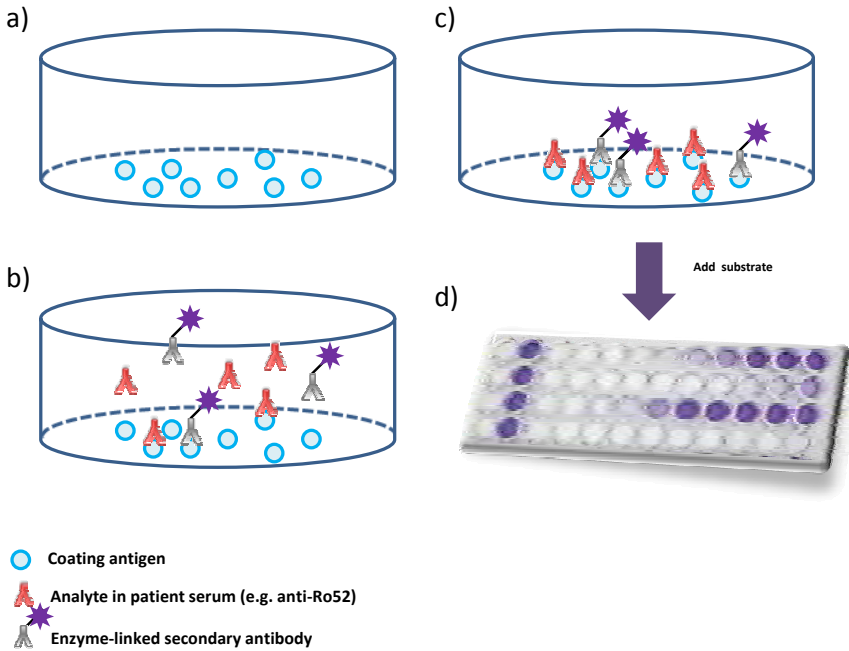 a)
c)
b)
Add substrate
d)
Coating antigen
Analyte in patient serum (e.g. anti-Ro52)
Enzyme-linked secondary antibody